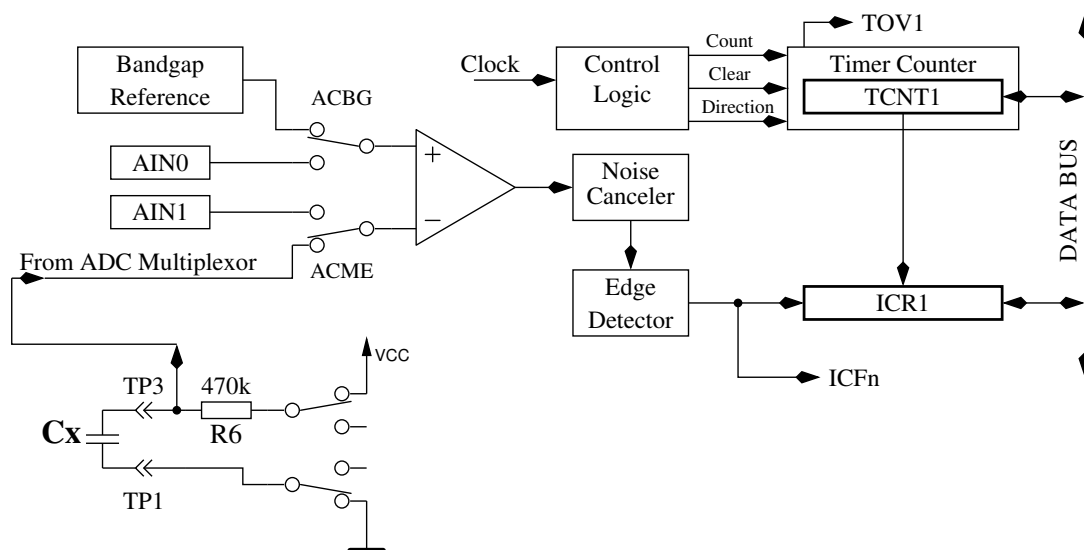 TOV1
Bandgap
Reference
Clock
Control
Logic
Count
Clear
Direction
Timer Counter
TCNT1
ACBG
AIN0
AIN1
+
−
Noise
Canceler
DATA BUS
From ADC Multiplexor
ACME
Edge
Detector
ICR1
ICFn
VCC
TP3
470k
R6
Cx
TP1